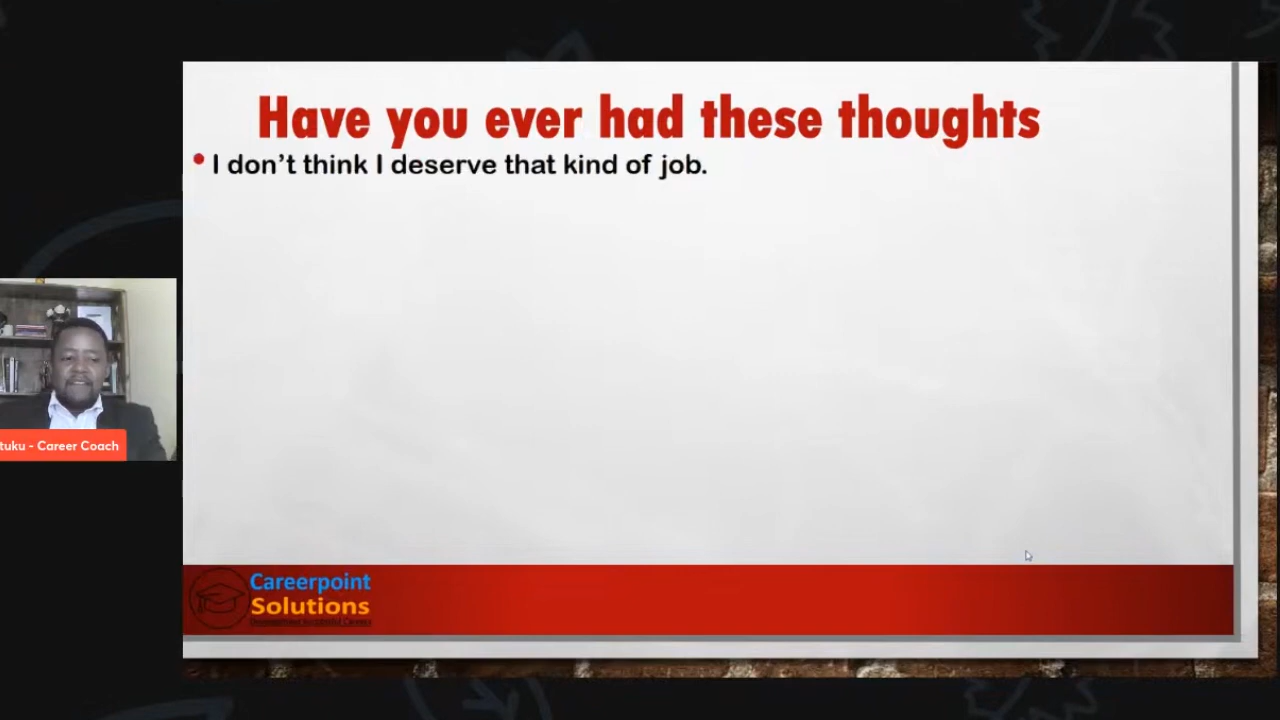 Have you ever had these thoughts
• I don't think I deserve that kind of job.
tuku - Career Coach
Careerpoint
Solutions